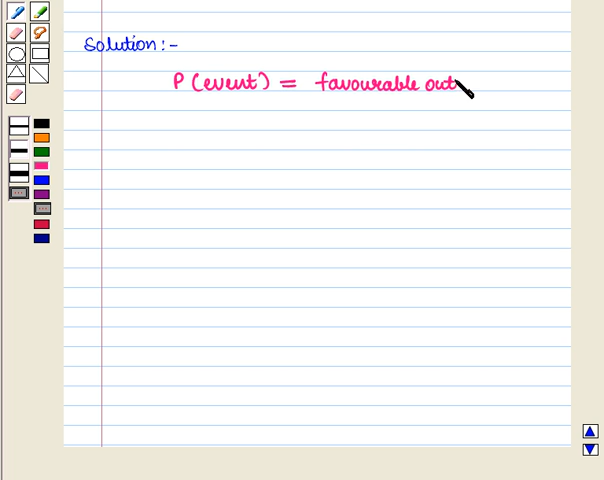 Solution:-
P(event) = favourable out